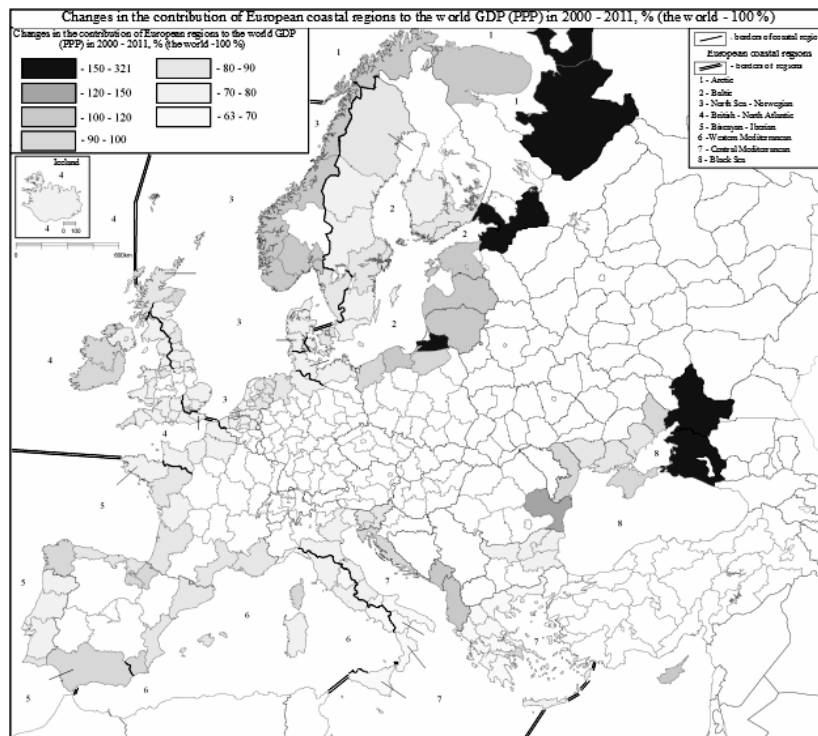 Changes in the contribution of European coastal regions to the world GDP (PPP) in 2000 - 2011, % (the world - 100 %)
Changes in the contribution of European regions to the world GDP
(PPP) in 2000 - 2011, % (the world -100 %)
- 150 - 321
- 80 - 90
- 120 - 150
- 70 - 80
- 100 - 120
- 63 - 70
- 90 - 100
- borders of coastal regio
European coastal regions
- borders of regions
1 - Arctic
2 - Baltic
3 - North Sea - Norwegian
4 - British - North Atlantic
5 - Biscayan - Iberian
6 - Western Mediterranean
7 - Central Mediterranean
8 - Black Sea
Iceland
4
4
0 100
0
600km
1
1
1
3
3
4
2
2
3
2
4
3
4
8
5
8
5
7
6
6
7
5
6
7